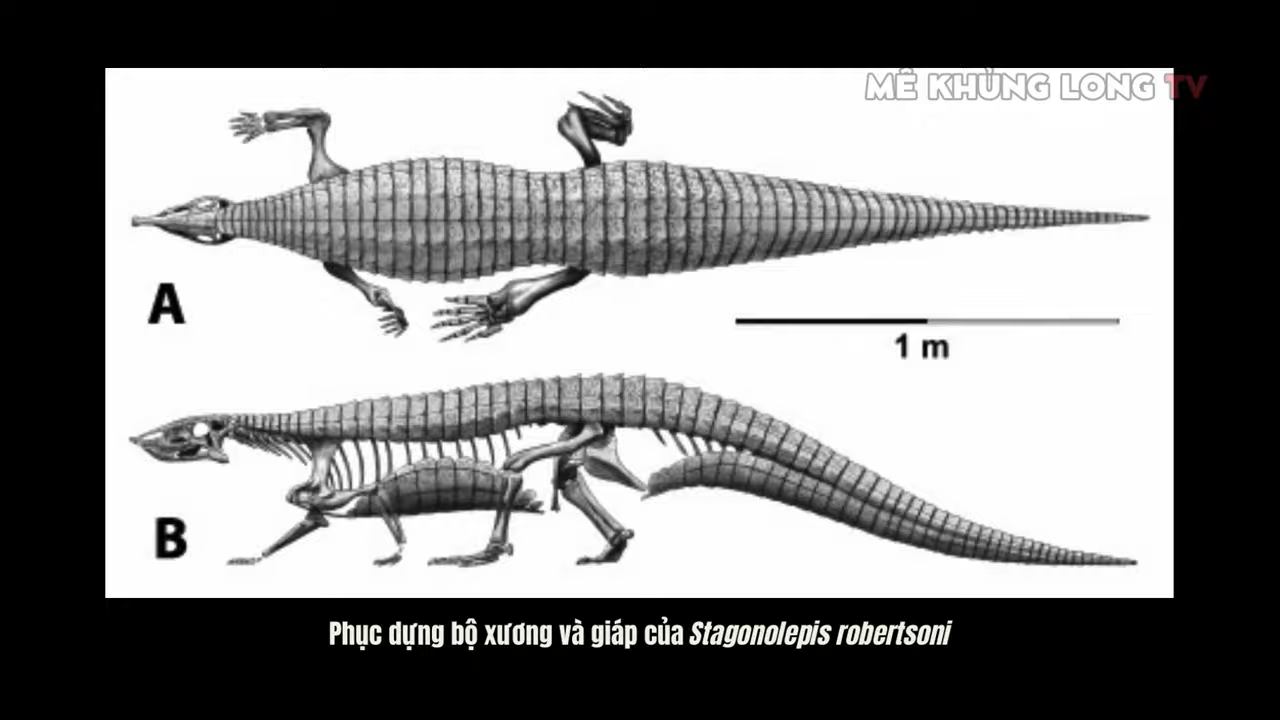 MÊ KHỦNG LONG TV
A
1 m
B
Phục dựng bộ xương và giáp của Stagonolepis robertsoni